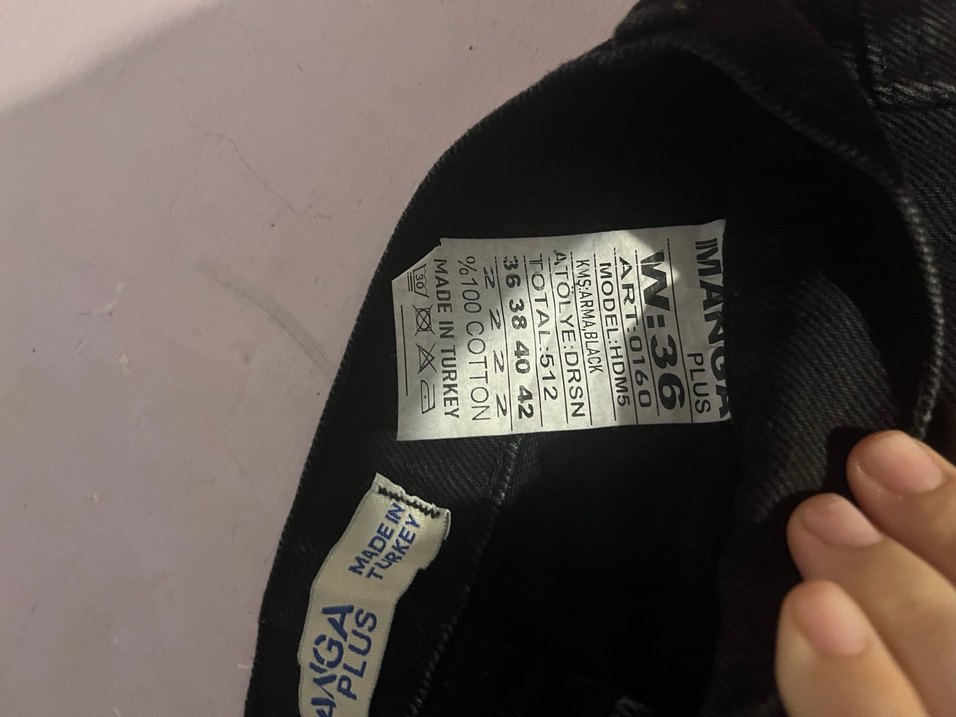 MANGA
PLUS
W:36
ART:0160
MODEL:HDM5
KMŞ:ARMA,BLACK
ATÖLYE:DRSN
TOTAL:512
36 38 40 42
2 2 2 2
%100 COTTON
MADE IN TURKEY
30
MADE IN
TURKEY
PLUS